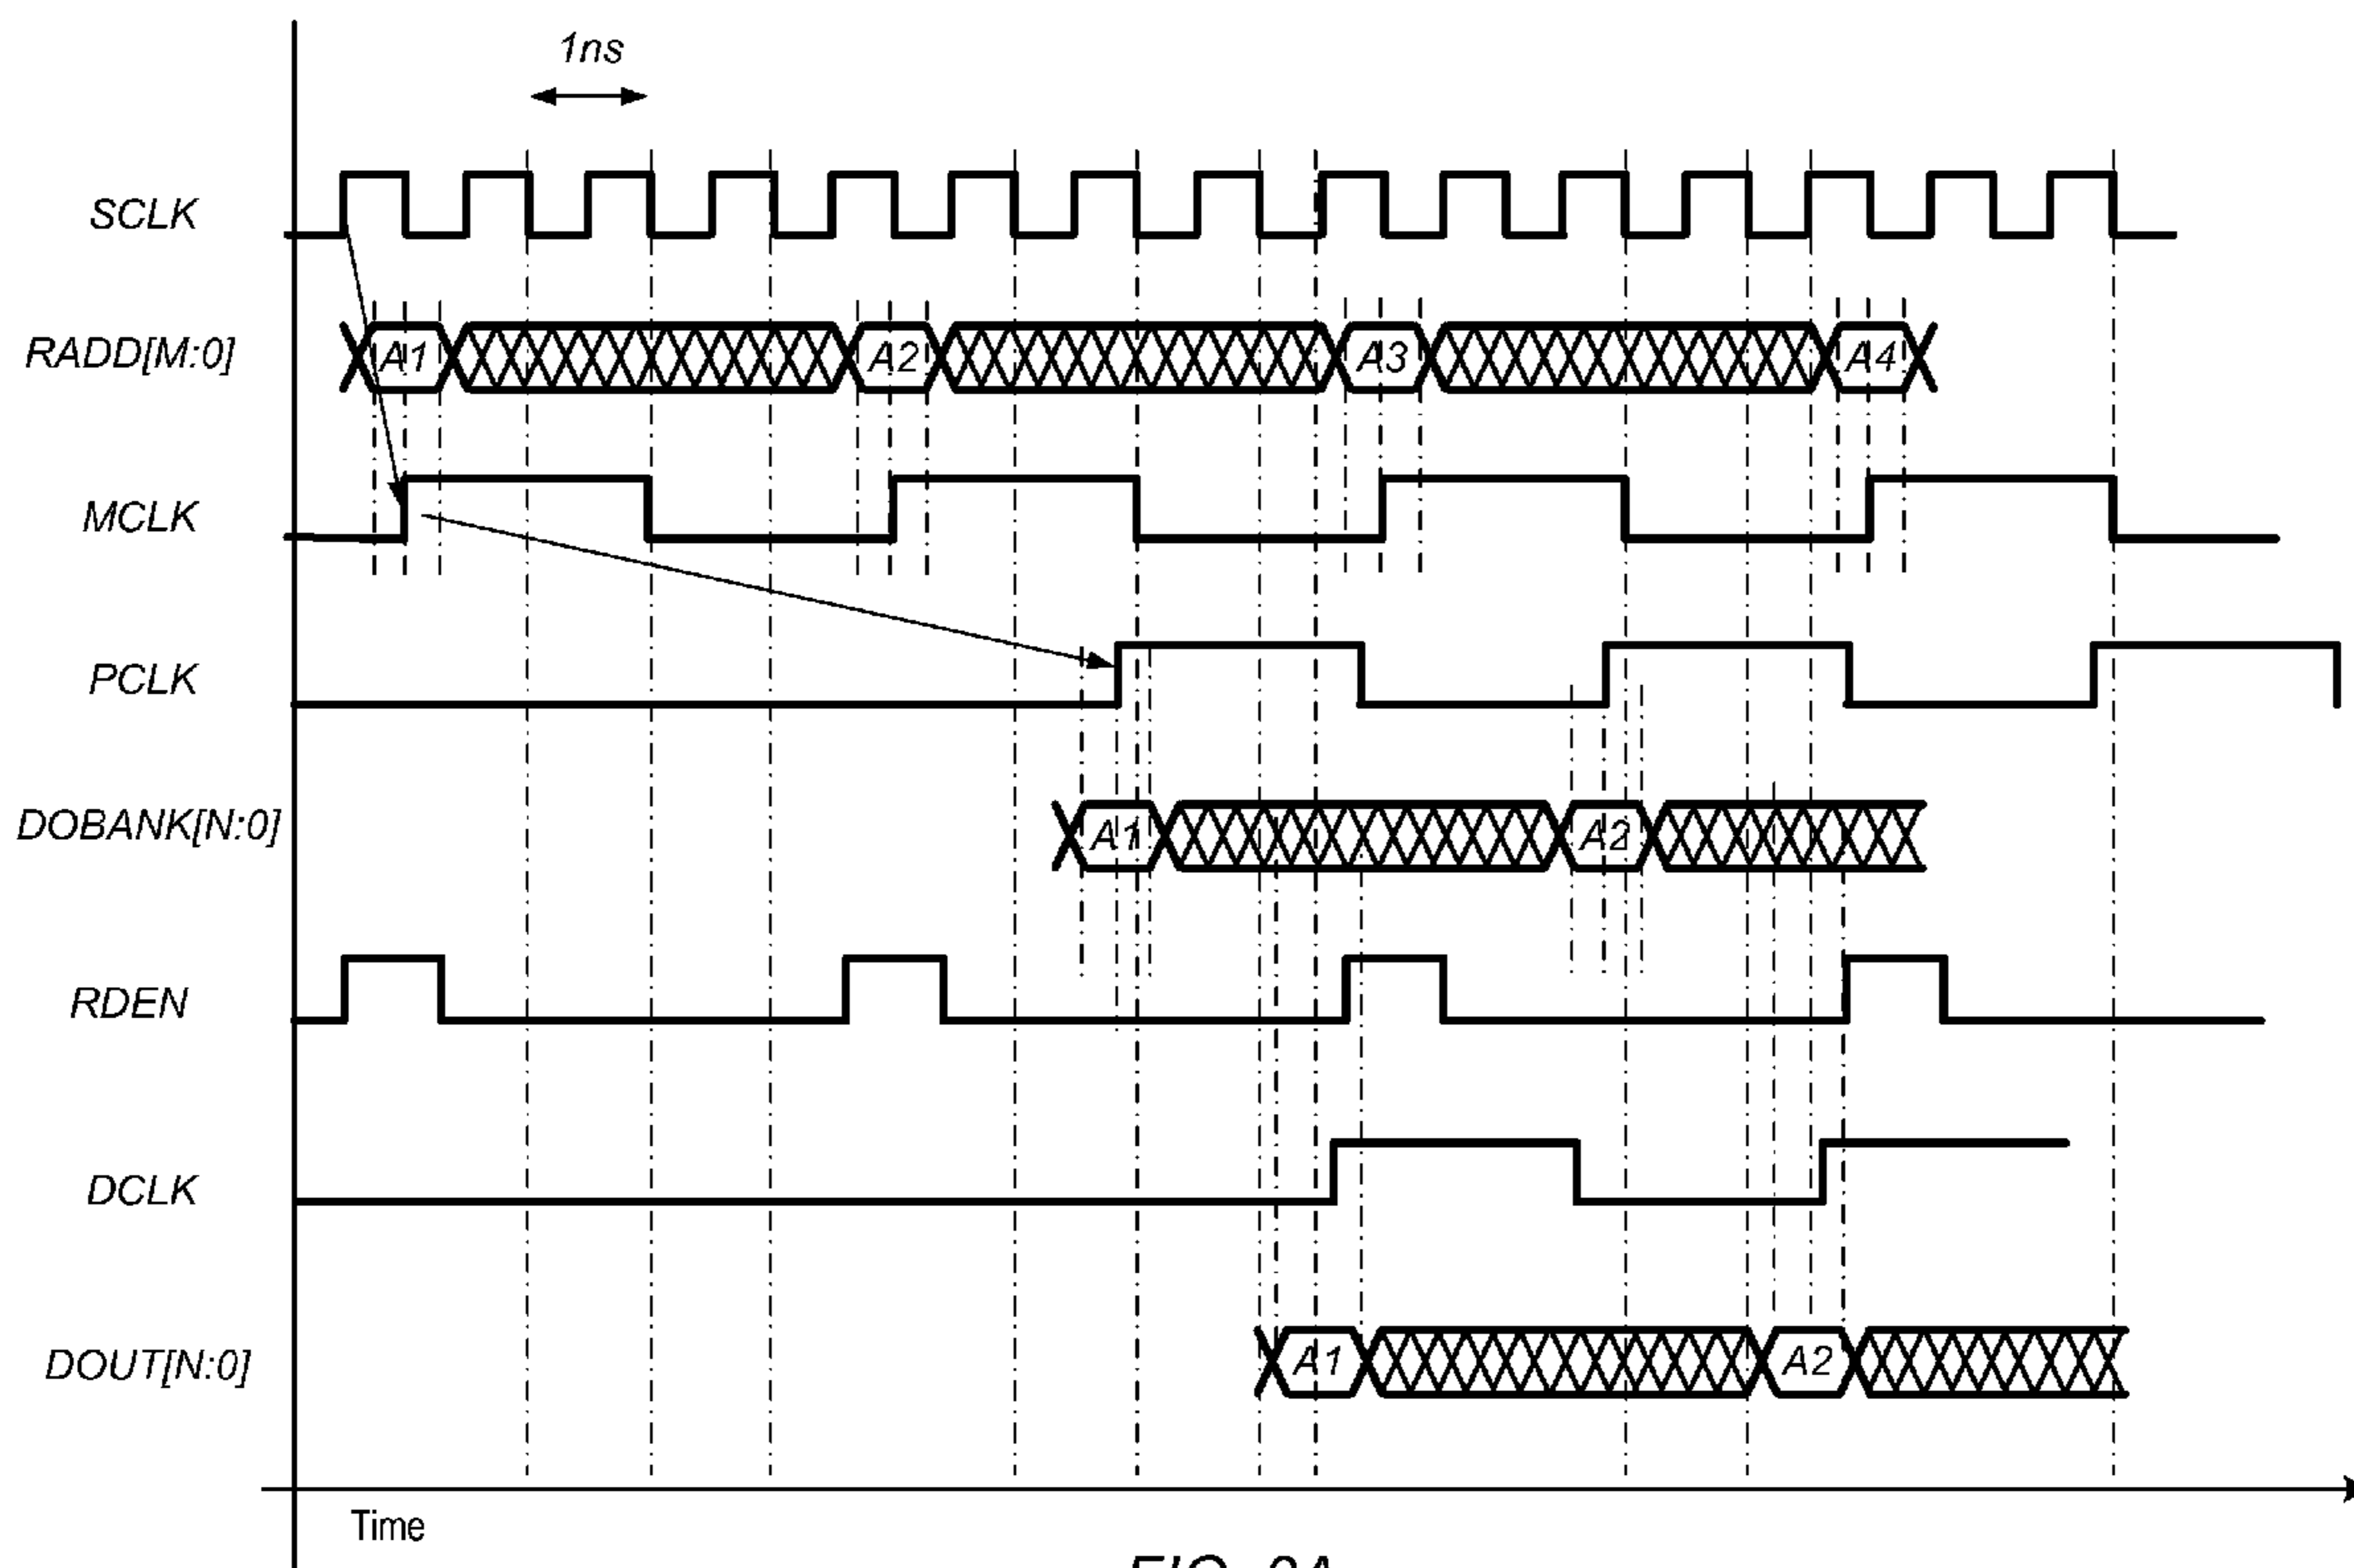 1ns
SCLK
RADD[M:0]
A1 A2 A3 A4
MCLK
PCLK
DOBANK[N:0]
A1 A2
RDEN
DCLK
DOUT[N:0]
A1 A2
Time